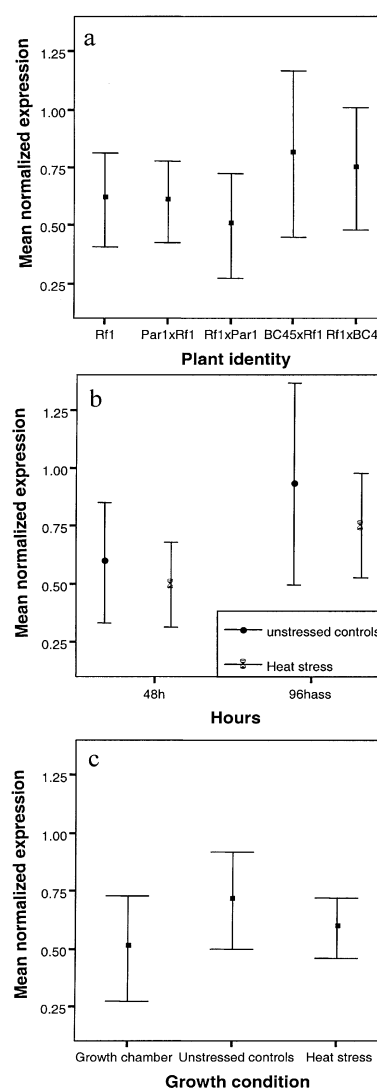 a
Mean normalized expression
1.25
1.00
0.75
0.50
0.25
Rf1 Par1xRf1 Rf1xPar1 BC45xRf1 Rf1xBC4
Plant identity
b
Mean normalized expression
1.25
1.00
0.75
0.50
0.25
unstressed controls
Heat stress
48h 96hass
Hours
c
Mean normalized expression
1.25
1.00
0.75
0.50
0.25
Growth chamber Unstressed controls Heat stress
Growth condition